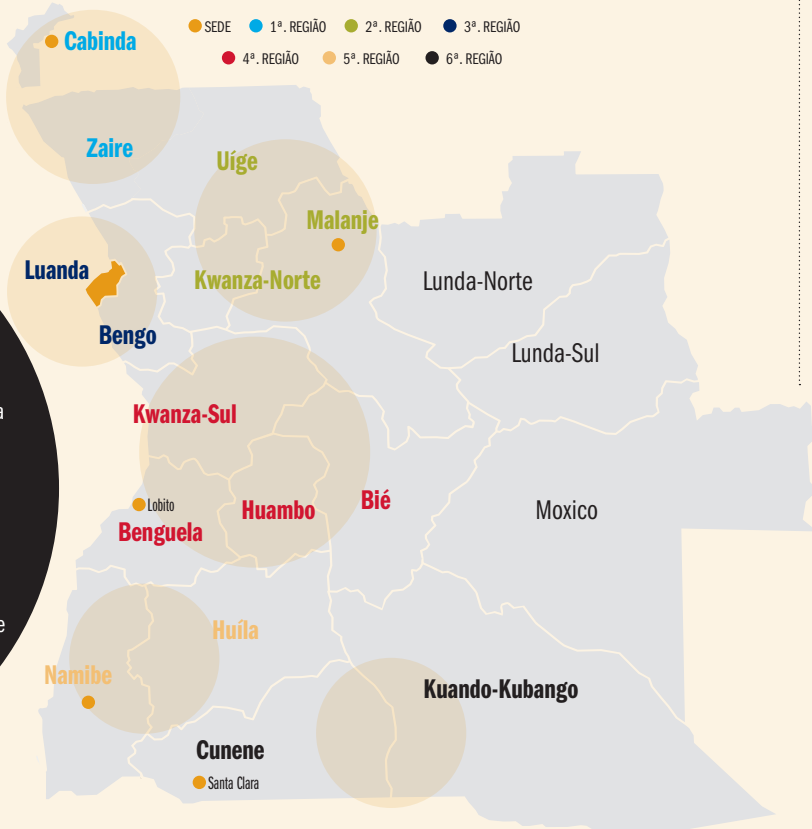 SEDE 1ª. REGIÃO 2ª. REGIÃO 3ª. REGIÃO
4ª. REGIÃO 5ª. REGIÃO 6ª. REGIÃO
Cabinda
Zaire
Uíge
Malanje
Luanda
Kwanza-Norte
Lunda-Norte
Bengo
Lunda-Sul
a
Kwanza-Sul
Bié
Lobito
Huambo
Moxico
Benguela
e
Huíla
Namibe
Kuando-Kubango
Cunene
Santa Clara